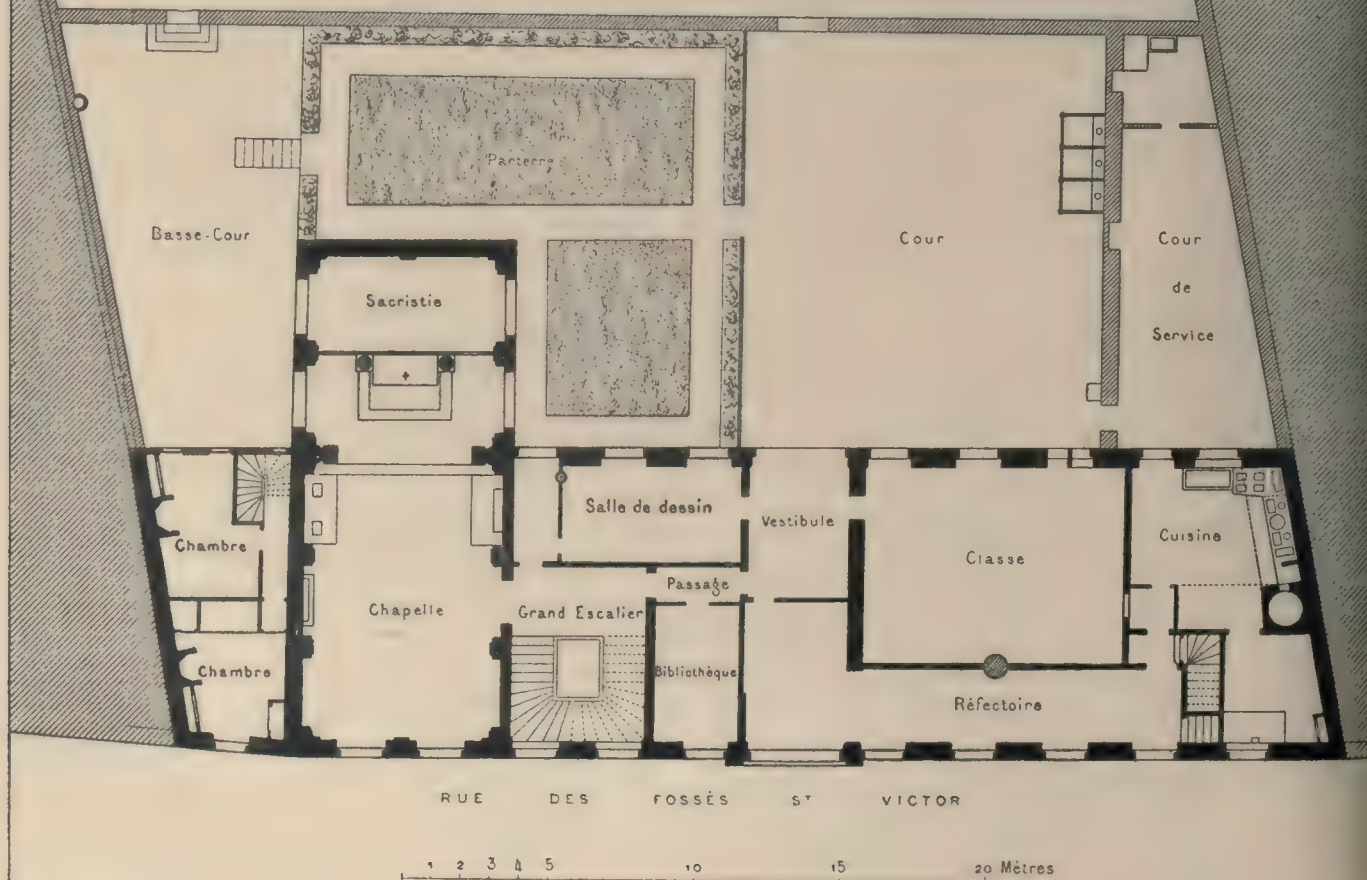 Parterre
Basse-Cour
Cour
Cour
de
Service
Sacristie
Salle de dessin
Vestibule
Cuisine
Chambre
Classe
Passage
Chapelle
Grand Escalier
Chambre
Bibliothèque
Réfectoire
RUE DES FOSSÉS ST VICTOR
1 2 3 4 5 10 15 20 Mètres